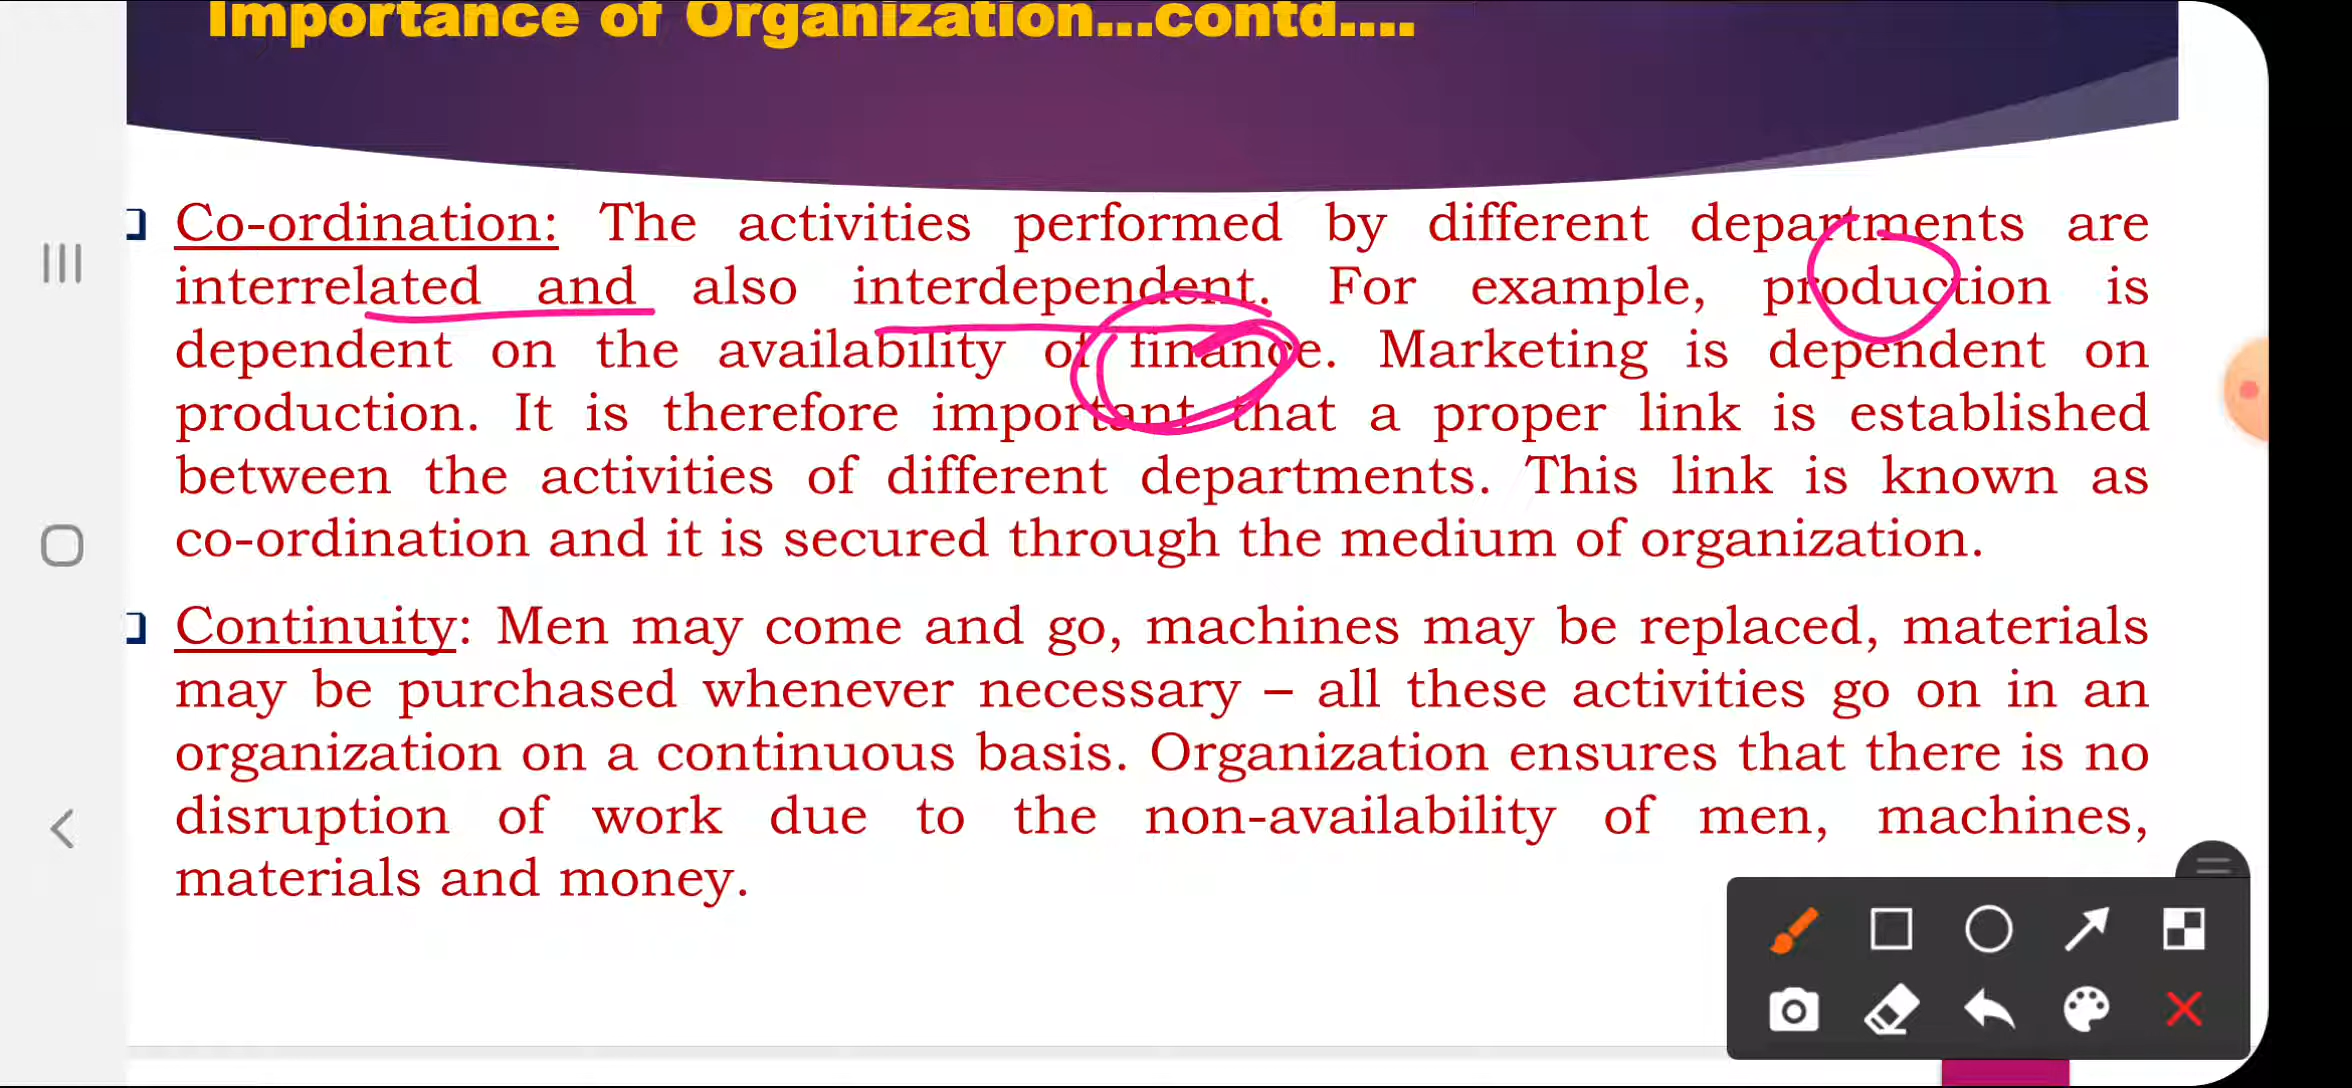 Importance of Organization...contd....
Co-ordination: The activities performed by different departments are
interrelated and also interdependent. For example, production is
dependent on the availability of finance. Marketing is dependent on
production. It is therefore important that a proper link is established
between the activities of different departments. This link is known as
co-ordination and it is secured through the medium of organization.
Continuity: Men may come and go, machines may be replaced, materials
may be purchased whenever necessary – all these activities go on in an
organization on a continuous basis. Organization ensures that there is no
disruption of work due to the non-availability of men, machines,
materials and money.